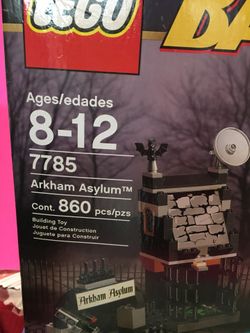 LEGO
BA
Ages/edades
8-12
7785
Arkham Asylum™
Cont. 860 pcs/pzs
Building Toy
Jouet de Construction
Juguete para Construir
Arkham Asylum